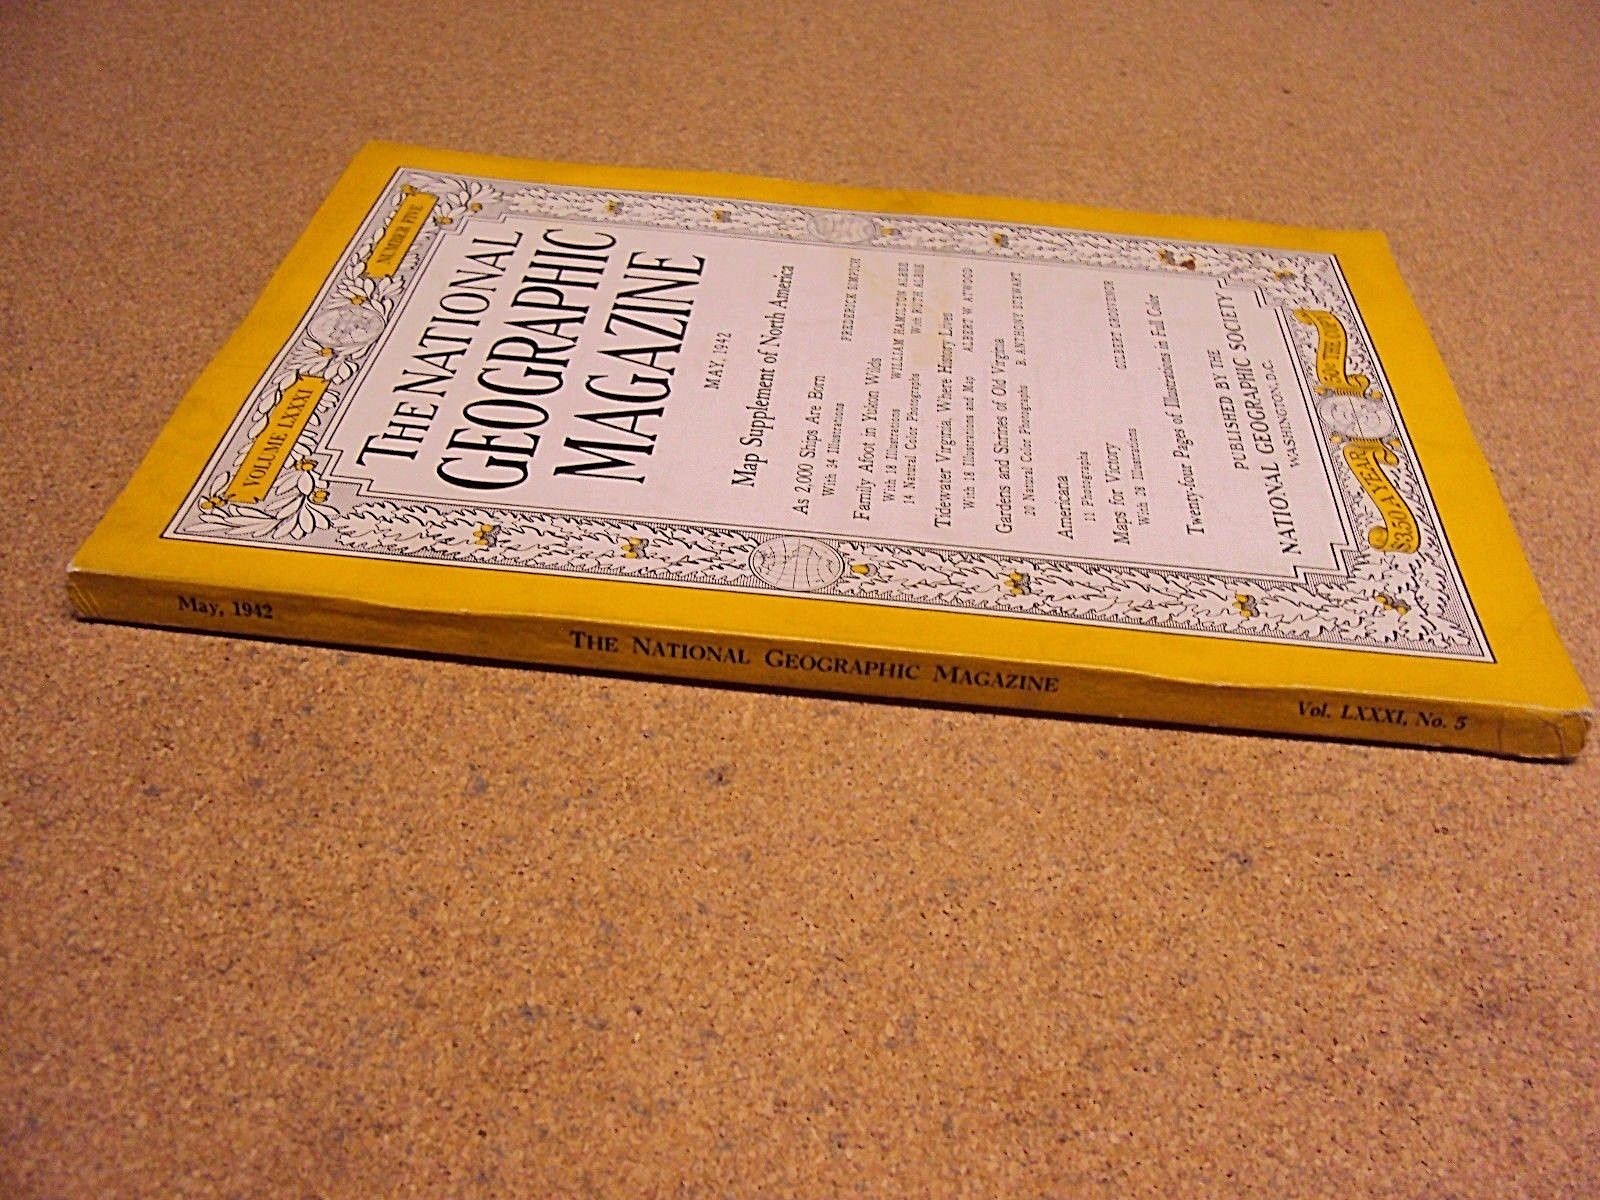 VOLUME LXXXI
NUMBER FIVE
THE NATIONAL
GEOGRAPHIC
MAGAZINE
MAY, 1942
Map Supplement of North America
As 2,000 Ships Are Born
With 34 Illustrations FREDERICK SIMPICH
Family Afoot in Yukon Wilds
With 18 Illustrations WILLIAM HAMILTON ALBEE
14 Natural Color Photographs With RUTH ALBEE
Tidewater Virginia, Where History Lives
With 18 Illustrations and Map ALBERT W. ATWOOD
Gardens and Shrines of Old Virginia
20 Natural Color Photographs B. ANTHONY STEWART
Americana
11 Photographs
Maps for Victory GILBERT GROSVENOR
With Illustrations
Twenty-four Pages of Illustrations in Full Color
PUBLISHED BY THE
NATIONAL GEOGRAPHIC SOCIETY
WASHINGTON, D.C.
$3.50 A YEAR
50¢ THE COPY
May, 1942
THE NATIONAL GEOGRAPHIC MAGAZINE
Vol. LXXXI, No. 5